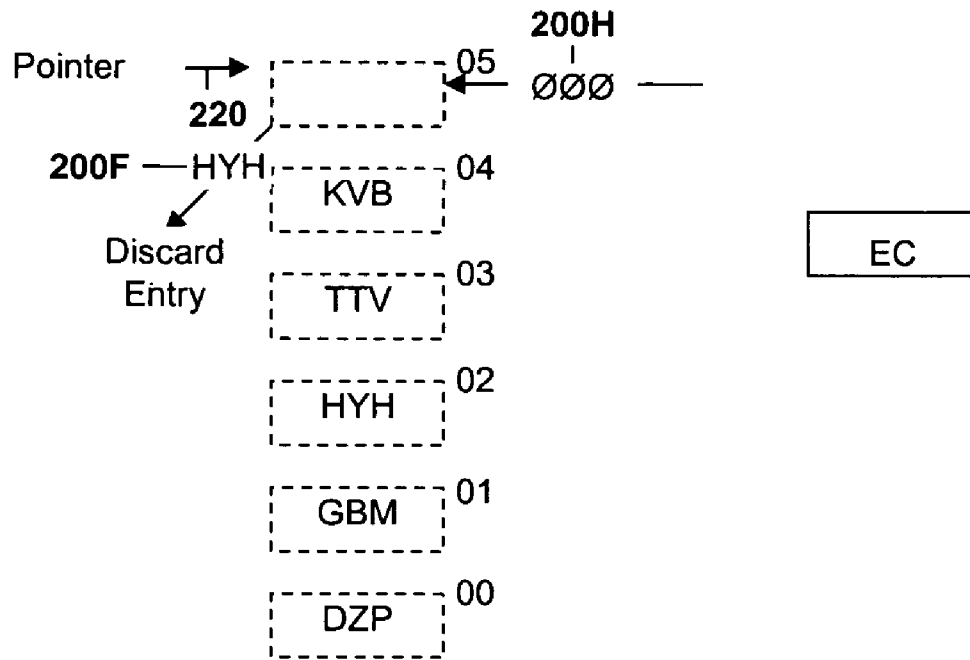 200H
Pointer
05
ØØØ
220
200F
HYH
04
KVB
Discard
Entry
EC
03
TTV
02
HYH
01
GBM
00
DZP